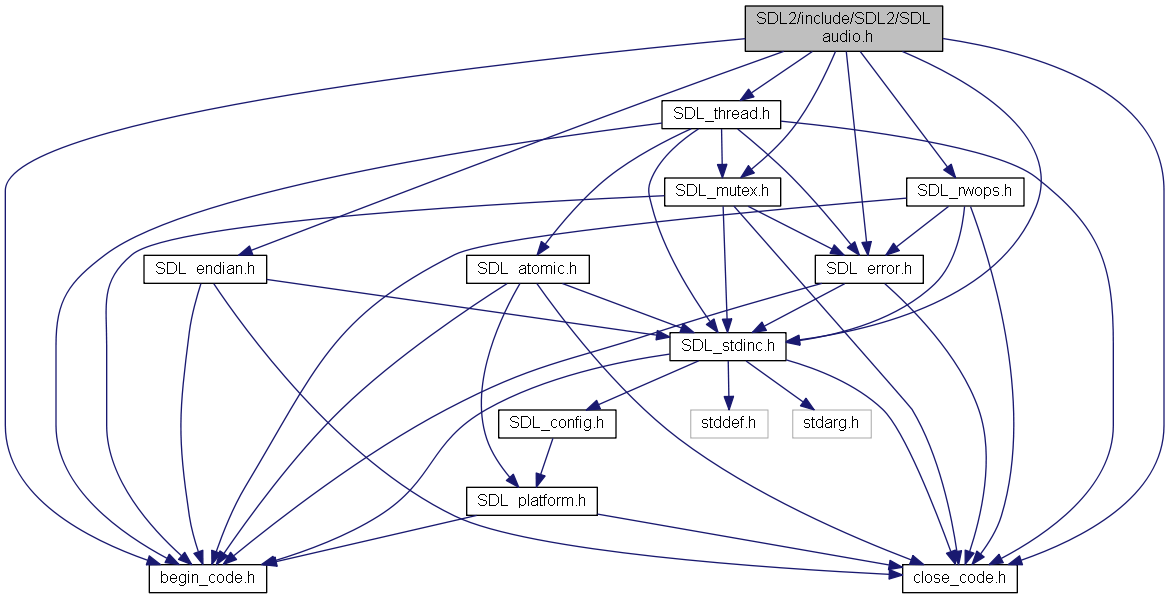 SDL2/include/SDL2/SDL
audio.h
SDL_thread.h
SDL_mutex.h
SDL_rwops.h
SDL_endian.h
SDL_atomic.h
SDL_error.h
SDL_stdinc.h
SDL_config.h
stddef.h
stdarg.h
SDL_platform.h
begin_code.h
close_code.h